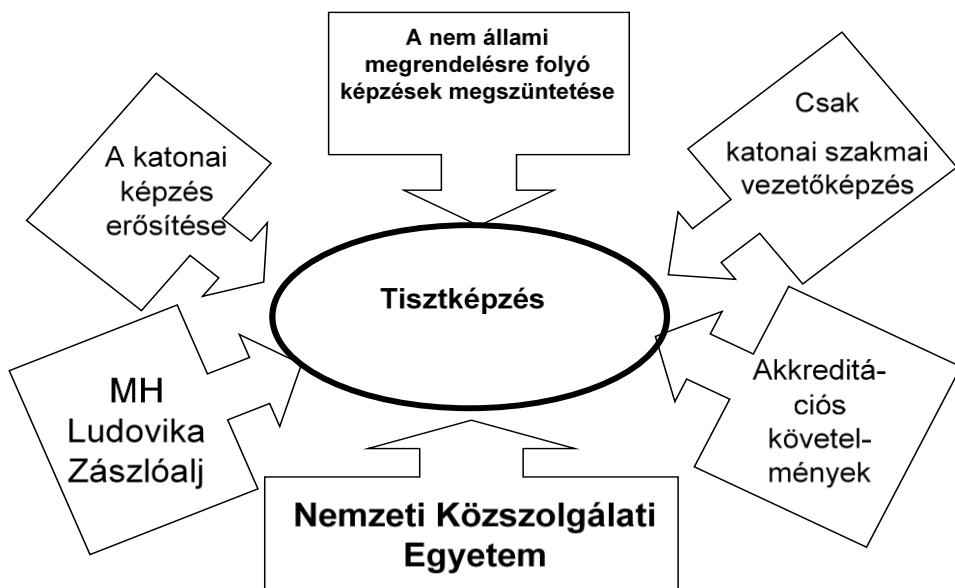 A nem állami
megrendelésre folyó
képzések megszüntetése
Csak
katonai szakmai
vezetőképzés
A katonai
képzés
erősítése
Tisztképzés
MH
Ludovika
Zászlóalj
Akkreditá-
ciós
követel-
mények
Nemzeti Közszolgálati
Egyetem